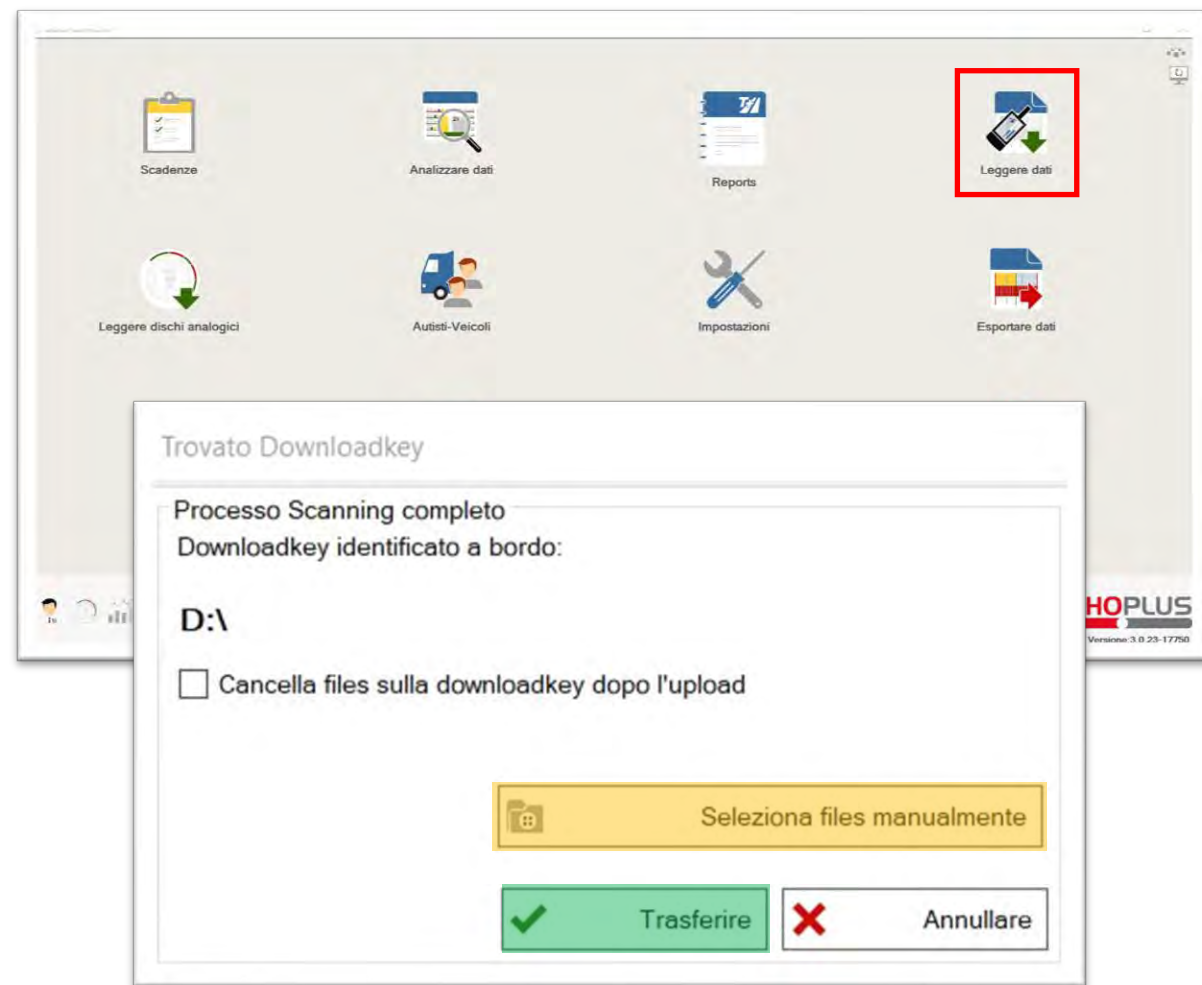 Scadenze
Analizzare dati
Reports
Leggere dati
Leggere dischi analogici
Autisti-Veicoli
Impostazioni
Esportare dati
HOPLUS
Versione:3.0.23-17750
Trovato Downloadkey
Processo Scanning completo
Downloadkey identificato a bordo:
D:\
Cancella files sulla downloadkey dopo l'upload
Seleziona files manualmente
Trasferire
Annullare